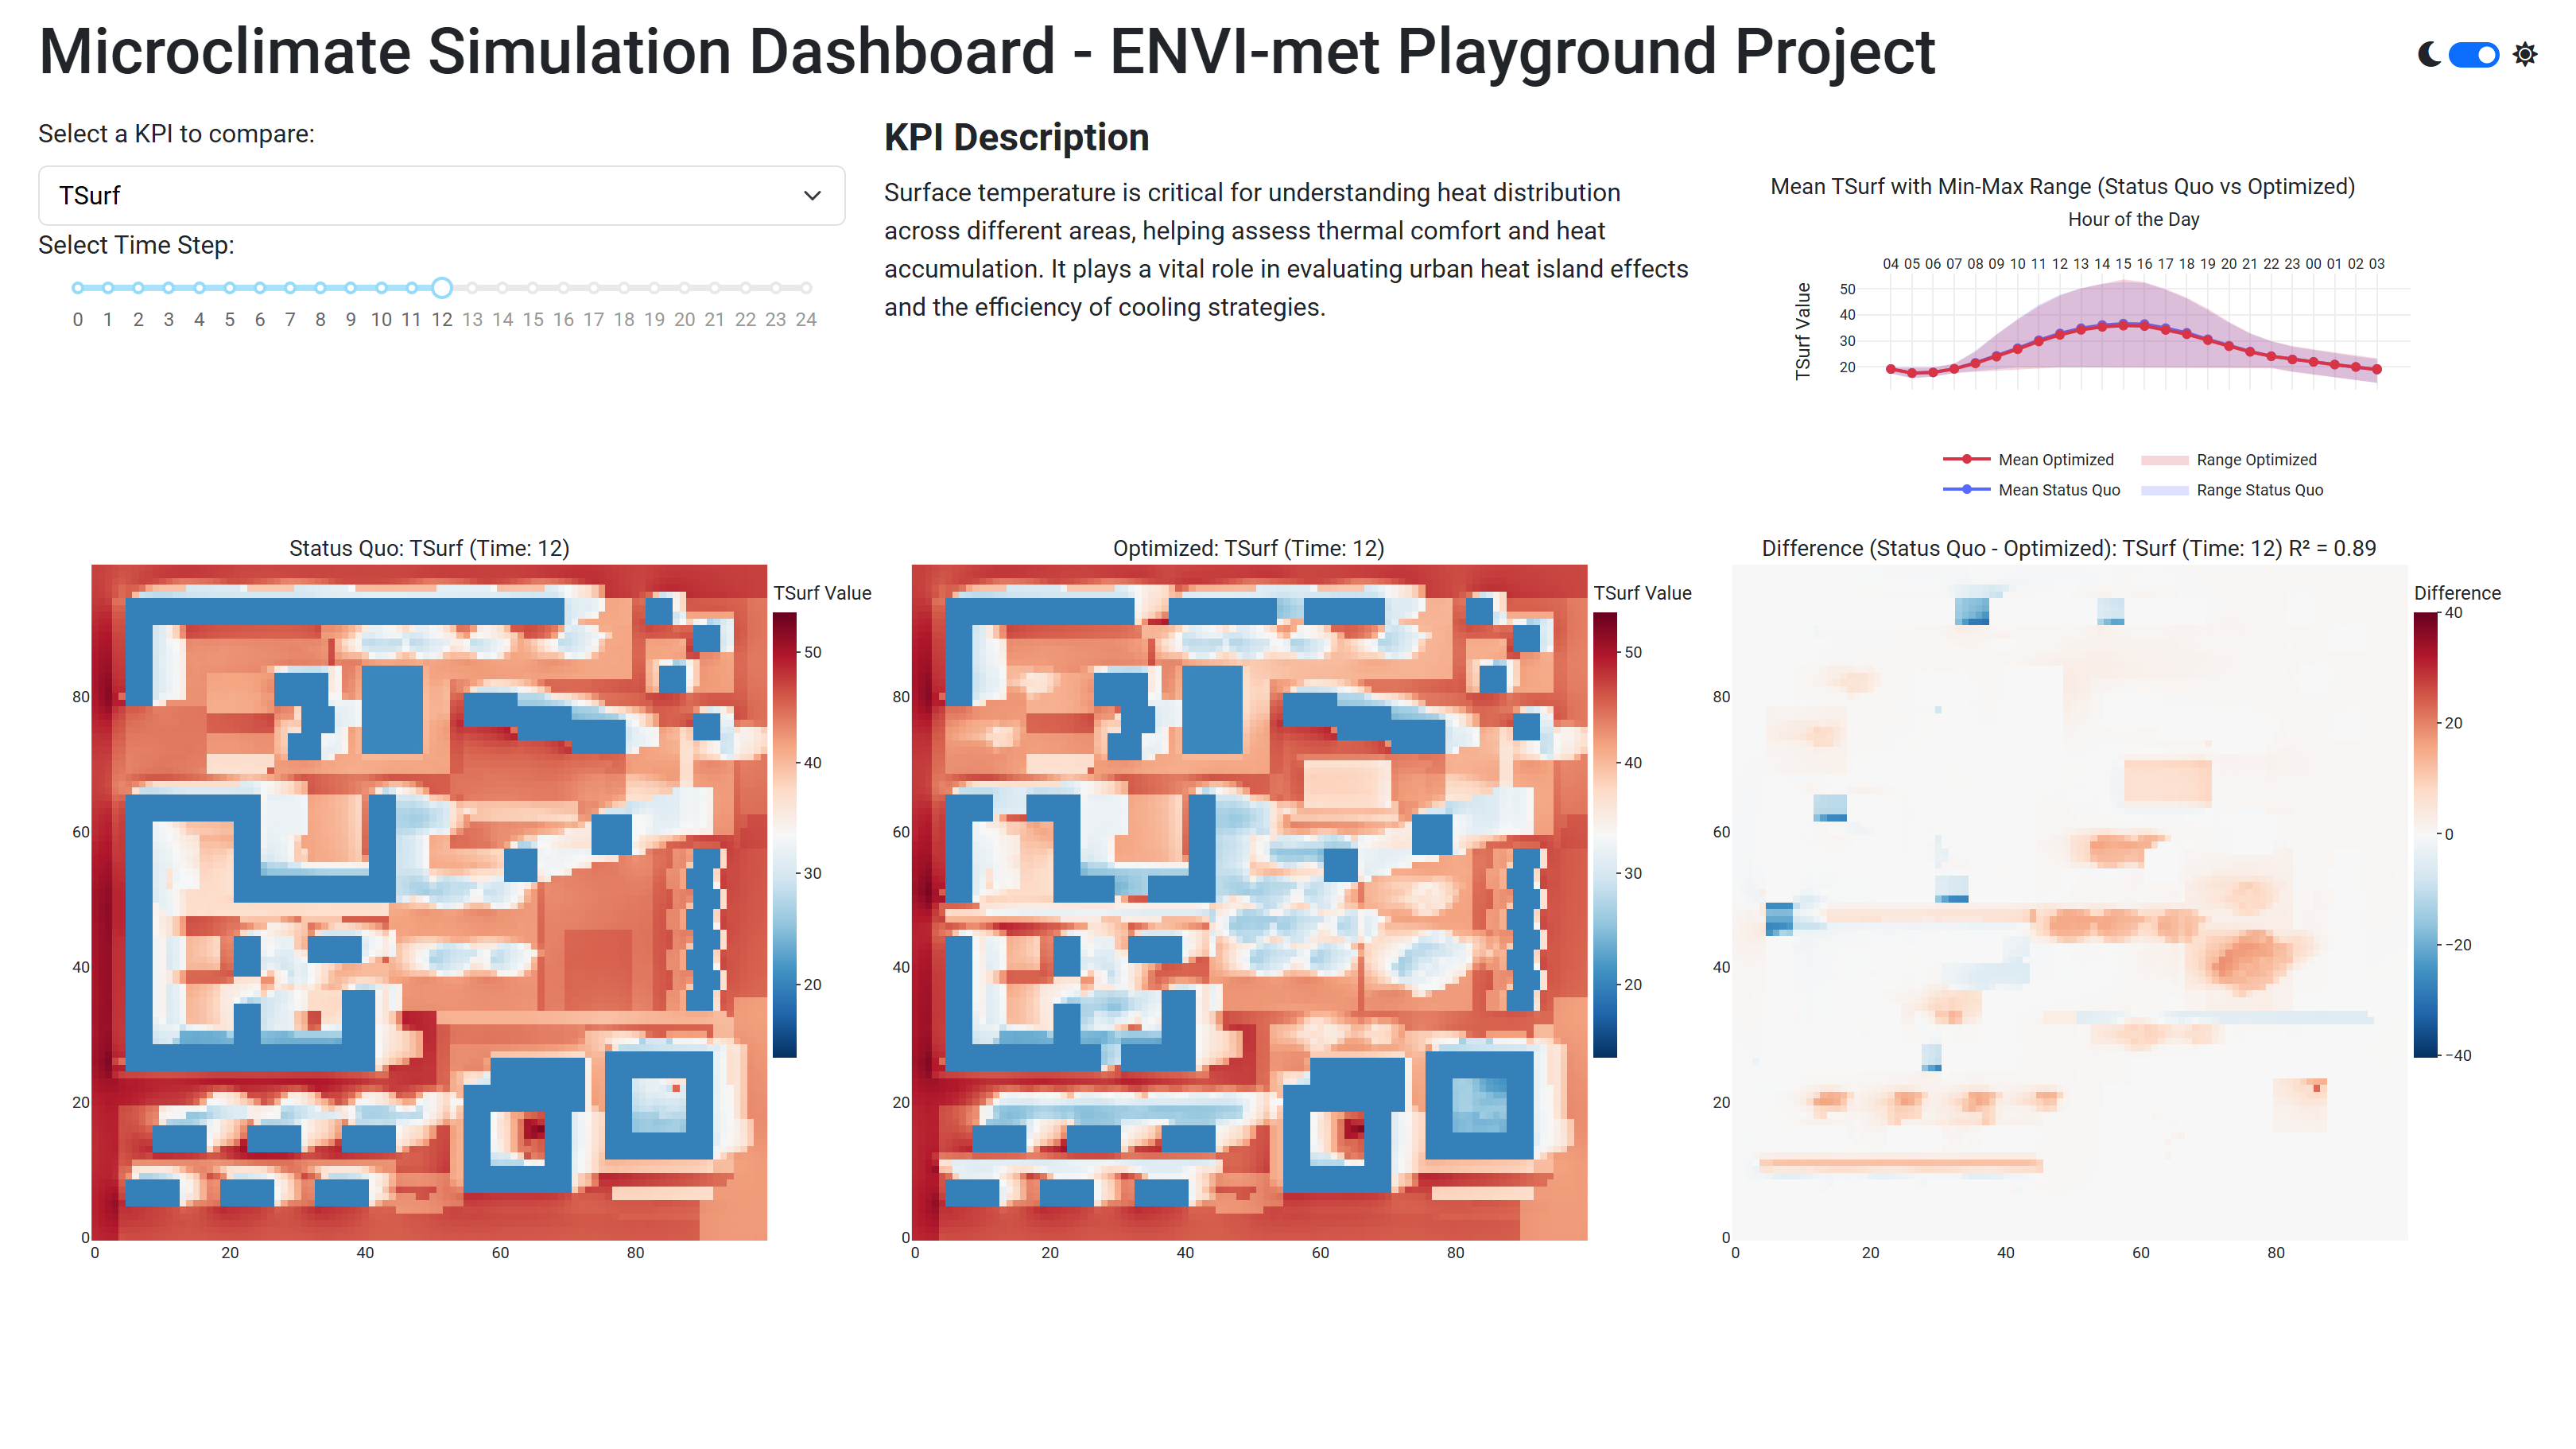 Microclimate Simulation Dashboard - ENVI-met Playground Project
Select a KPI to compare:
TSurf
Select Time Step:
0 1 2 3 4 5 6 7 8 9 10 11 12 13 14 15 16 17 18 19 20 21 22 23 24
KPI Description
Surface temperature is critical for understanding heat distribution
across different areas, helping assess thermal comfort and heat
accumulation. It plays a vital role in evaluating urban heat island effects
and the efficiency of cooling strategies.
Mean TSurf with Min-Max Range (Status Quo vs Optimized)
Hour of the Day
04 05 06 07 08 09 10 11 12 13 14 15 16 17 18 19 20 21 22 23 00 01 02 03
TSurf Value
50
40
30
20
Mean Optimized
Range Optimized
Mean Status Quo
Range Status Quo
Status Quo: TSurf (Time: 12)
TSurf Value
50
40
30
20
80
60
40
20
0
0 20 40 60 80
Optimized: TSurf (Time: 12)
TSurf Value
50
40
30
20
80
60
40
20
0
0 20 40 60 80
Difference (Status Quo - Optimized): TSurf (Time: 12) R² = 0.89
Difference
40
20
0
−20
−40
80
60
40
20
0
0 20 40 60 80